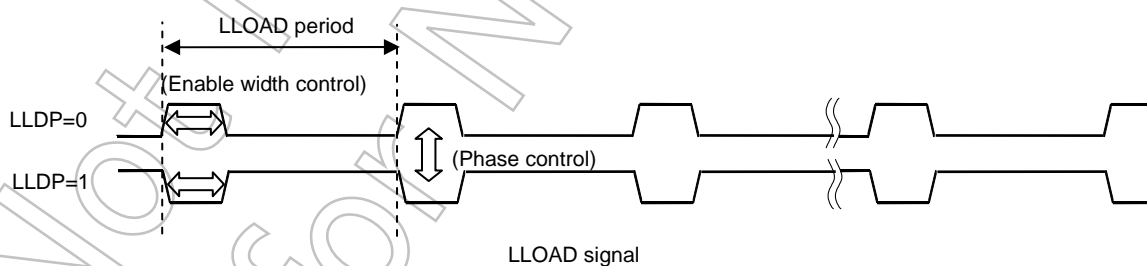 LLOAD period
(Enable width control)
LLDP=0
(Phase control)
LLDP=1
LLOAD signal